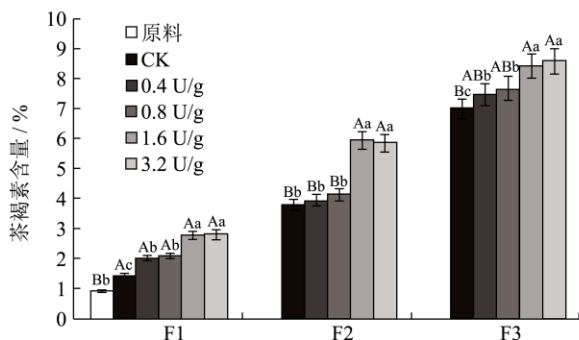 10
9
8
7
6
5
4
3
2
1
0
茶褐素含量 / %
原料
CK
0.4 U/g
0.8 U/g
1.6 U/g
3.2 U/g
Bb Ac Ab Ab Aa Aa
Bb Bb Bb Aa Aa
Bc ABb ABb Aa Aa
F1 F2 F3